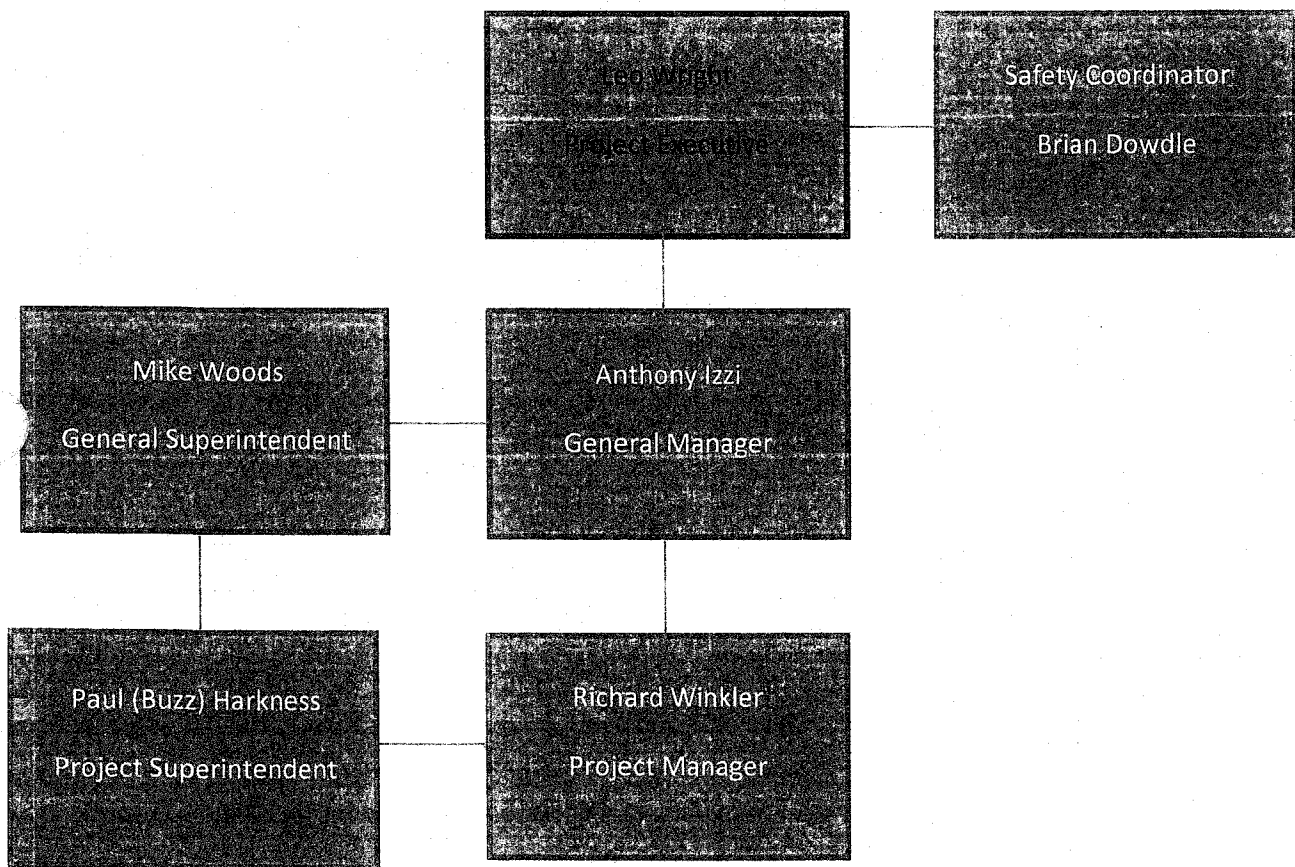 Leo Wright
Project Executive
Safety Coordinator
Brian Dowdle
Mike Woods
General Superintendent
Anthony Izzi
General Manager
Paul (Buzz) Harkness
Project Superintendent
Richard Winkler
Project Manager